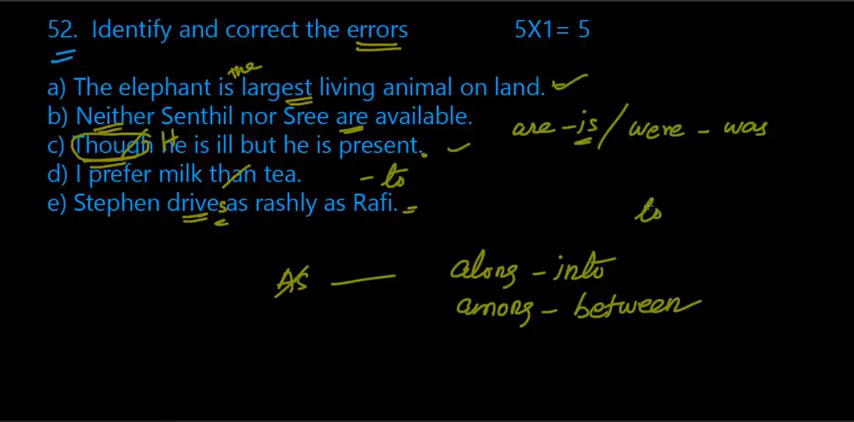 52. Identify and correct the errors 5X1= 5
the
a) The elephant is largest living animal on land.
b) Neither Senthil nor Sree are available.
are - is / were - was
c) Though He is ill but he is present.
d) I prefer milk than tea. - to
e) Stephen drives as rashly as Rafi.
to
As along - into
among - between